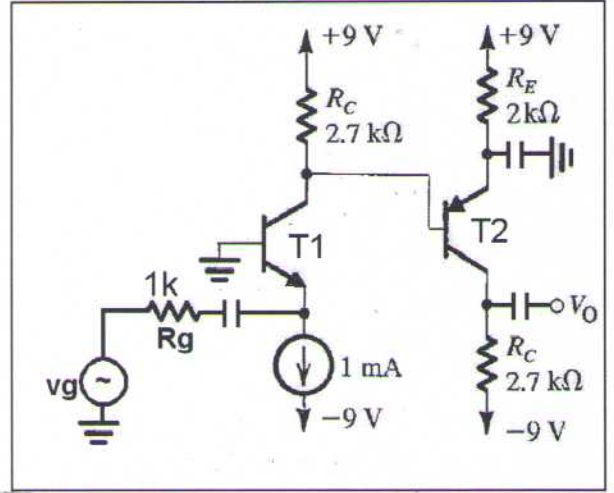 +9 V
+9 V
R_C
2.7 kΩ
R_E
2kΩ
T1
T2
1k
Rg
vg
~
1 mA
V_O
R_C
2.7 kΩ
−9 V
−9 V